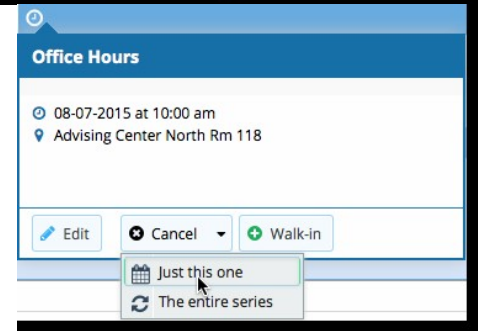 Office Hours
08-07-2015 at 10:00 am
Advising Center North Rm 118
Edit Cancel Walk-in
Just this one
The entire series